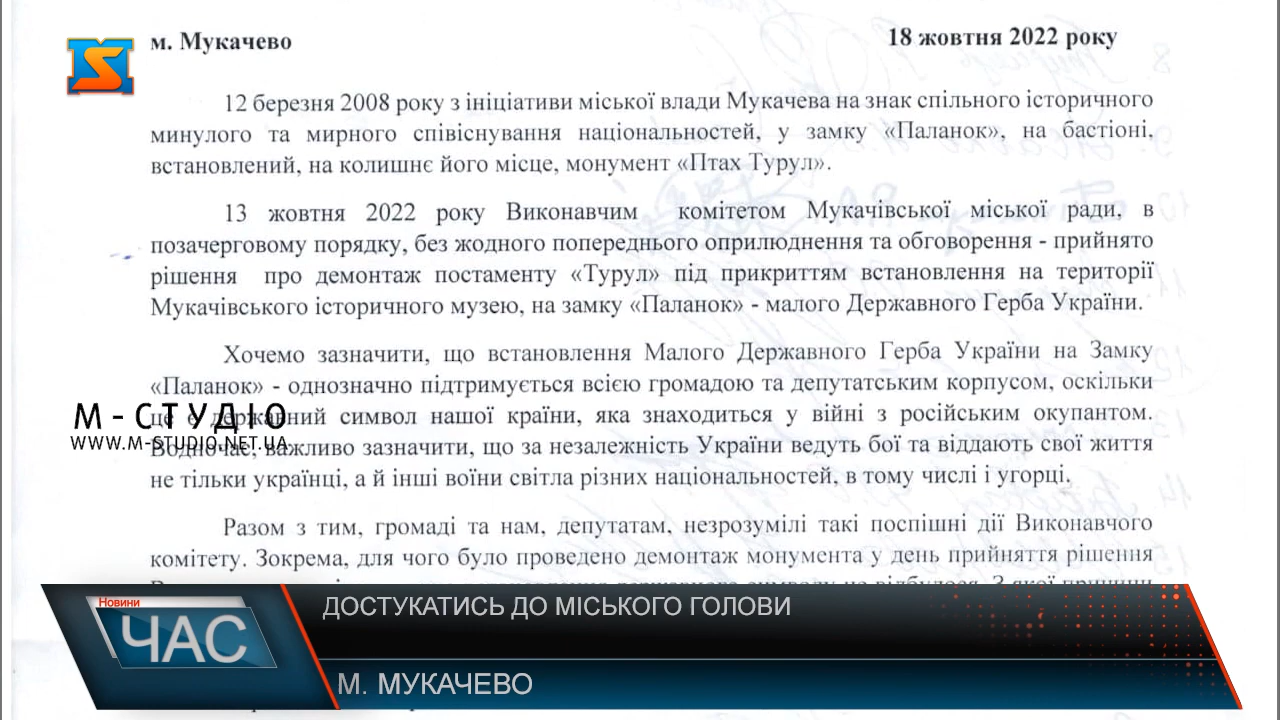 м. Мукачево 18 жовтня 2022 року
12 березня 2008 року з ініціативи міської влади Мукачева на знак спільного історичного
минулого та мирного співіснування національностей, у замку «Паланок», на бастіоні,
встановлений, на колишнє його місце, монумент «Птах Турул».
13 жовтня 2022 року Виконавчим комітетом Мукачівської міської ради, в
позачерговому порядку, без жодного попереднього оприлюднення та обговорення - прийнято
рішення про демонтаж постаменту «Турул» під прикриттям встановлення на території
Мукачівського історичного музею, на замку «Паланок» - малого Державного Герба України.
Хочемо зазначити, що встановлення Малого Державного Герба України на Замку
«Паланок» - однозначно підтримується всією громадою та депутатським корпусом, оскільки
це є державний символ нашої країни, яка знаходиться у війні з російським окупантом.
Водночас, важливо зазначити, що за незалежність України ведуть бої та віддають свої життя
не тільки українці, а й інші воїни світла різних національностей, в тому числі і угорці.
Разом з тим, громаді та нам, депутатам, незрозумілі такі поспішні дії Виконавчого
комітету. Зокрема, для чого було проведено демонтаж монумента у день прийняття рішення
М-СТУДІО
WWW.M-STUDIO.NET.UA
Новини
ЧАС
ДОСТУКАТИСЬ ДО МІСЬКОГО ГОЛОВИ
М. МУКАЧЕВО